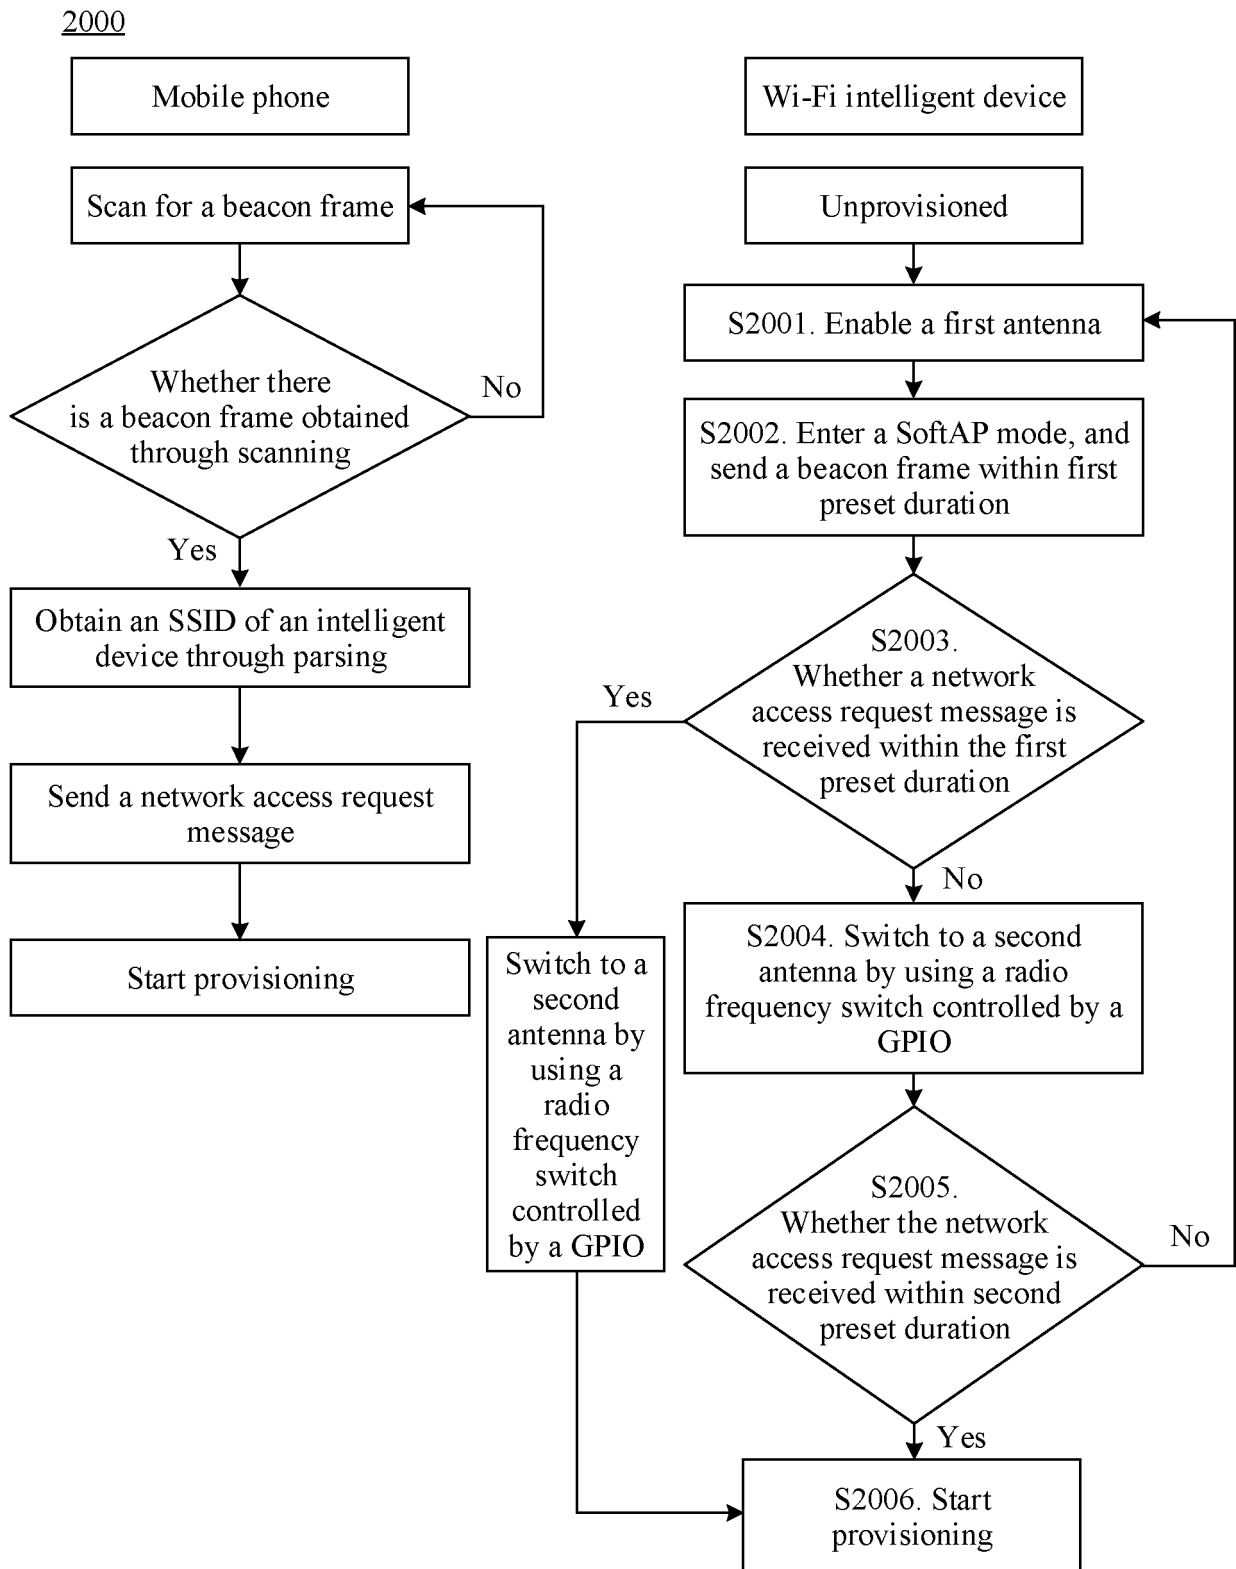 2000
Mobile phone
Scan for a beacon frame
Whether there
is a beacon frame obtained
through scanning
No
Yes
Obtain an SSID of an intelligent
device through parsing
Send a network access request
message
Start provisioning
Wi-Fi intelligent device
Unprovisioned
S2001. Enable a first antenna
S2002. Enter a SoftAP mode, and
send a beacon frame within first
preset duration
S2003.
Whether a network
access request message is
received within the first
preset duration
Yes
No
Switch to a
second
antenna by
using a
radio
frequency
switch
controlled
by a GPIO
S2004. Switch to a second
antenna by using a radio
frequency switch controlled by a
GPIO
S2005.
Whether the network
access request message is
received within second
preset duration
No
Yes
S2006. Start
provisioning